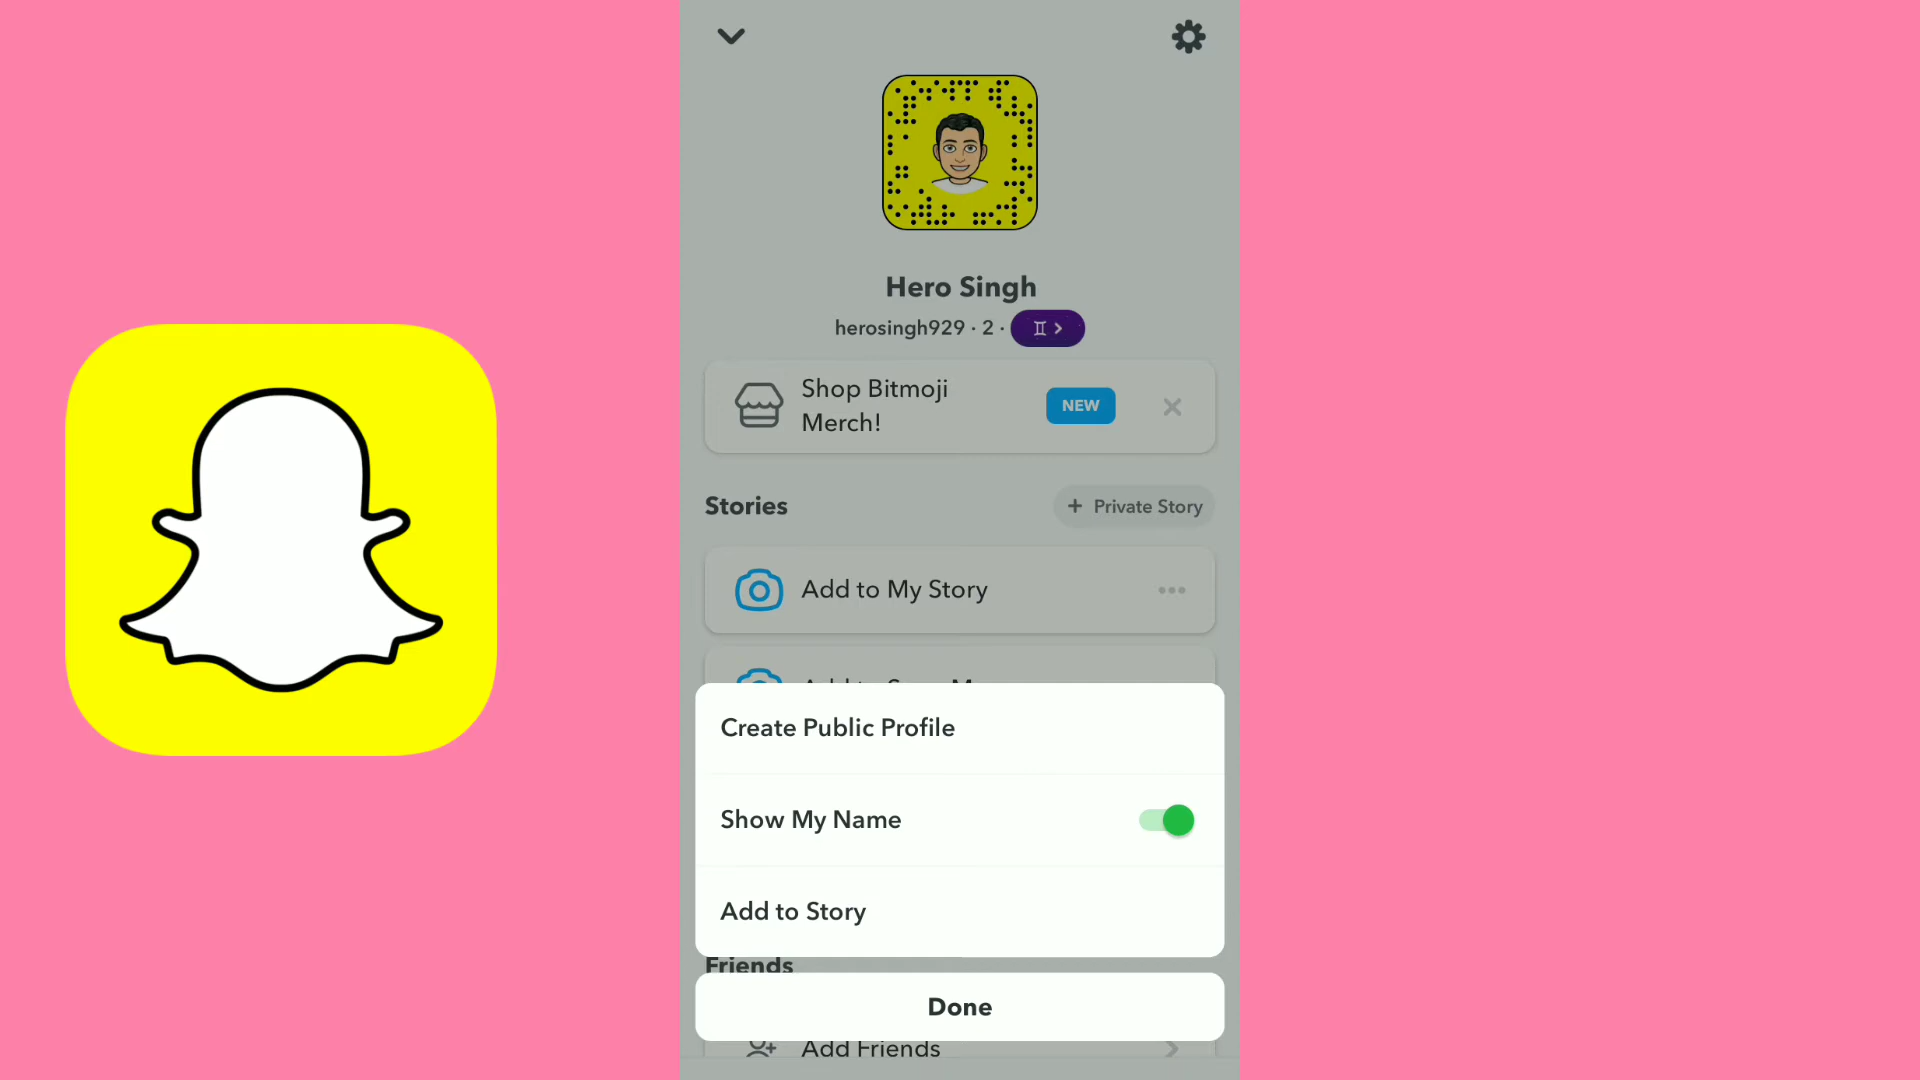 Hero Singh
herosingh929 · 2 ·
Shop Bitmoji
Merch!
NEW
Stories
+ Private Story
Add to My Story
Create Public Profile
Show My Name
Add to Story
Friends
Done
Add Friends